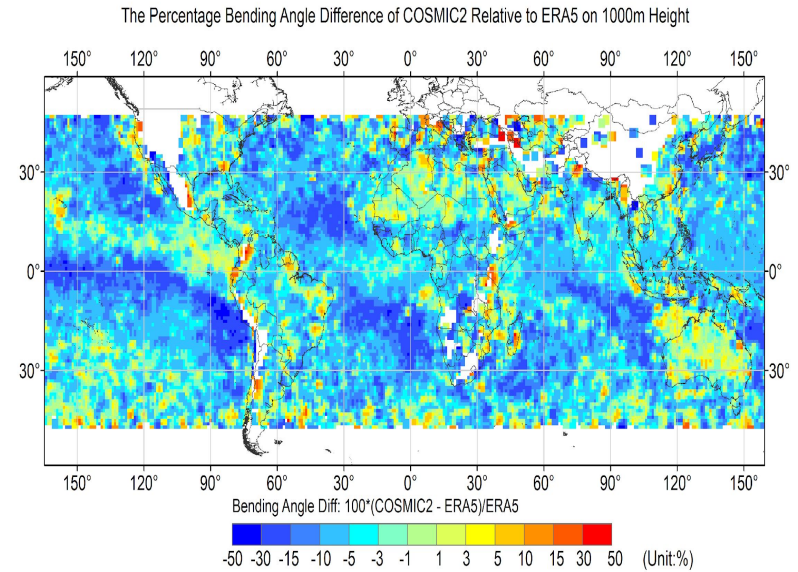 The Percentage Bending Angle Difference of COSMIC2 Relative to ERA5 on 1000m Height
150° 120° 90° 60° 30° 0° 30° 60° 90° 120° 150°
30° 30°
0° 0°
30° 30°
150° 120° 90° 60° 30° 0° 30° 60° 90° 120° 150°
Bending Angle Diff: 100*(COSMIC2 - ERA5)/ERA5
-50 -30 -15 -10 -5 -3 -1 1 3 5 10 15 30 50 (Unit:%)